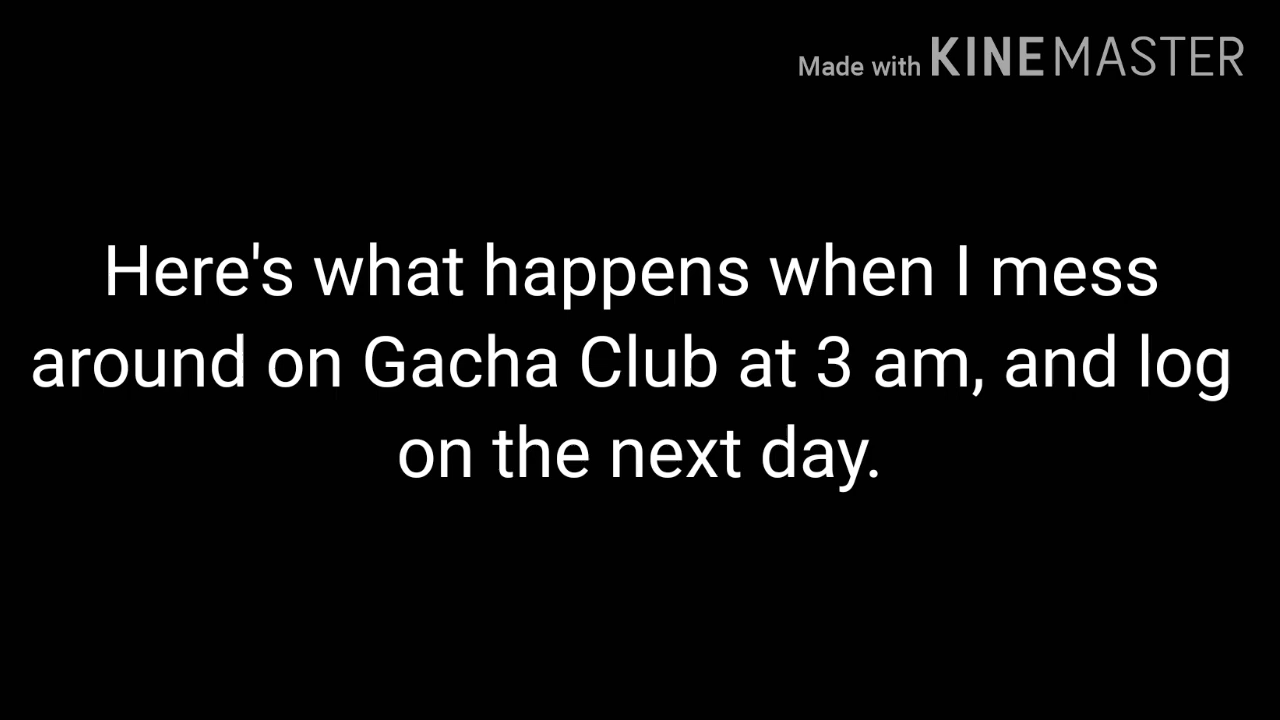 Made with KINEMASTER
Here's what happens when I mess
around on Gacha Club at 3 am, and log
on the next day.